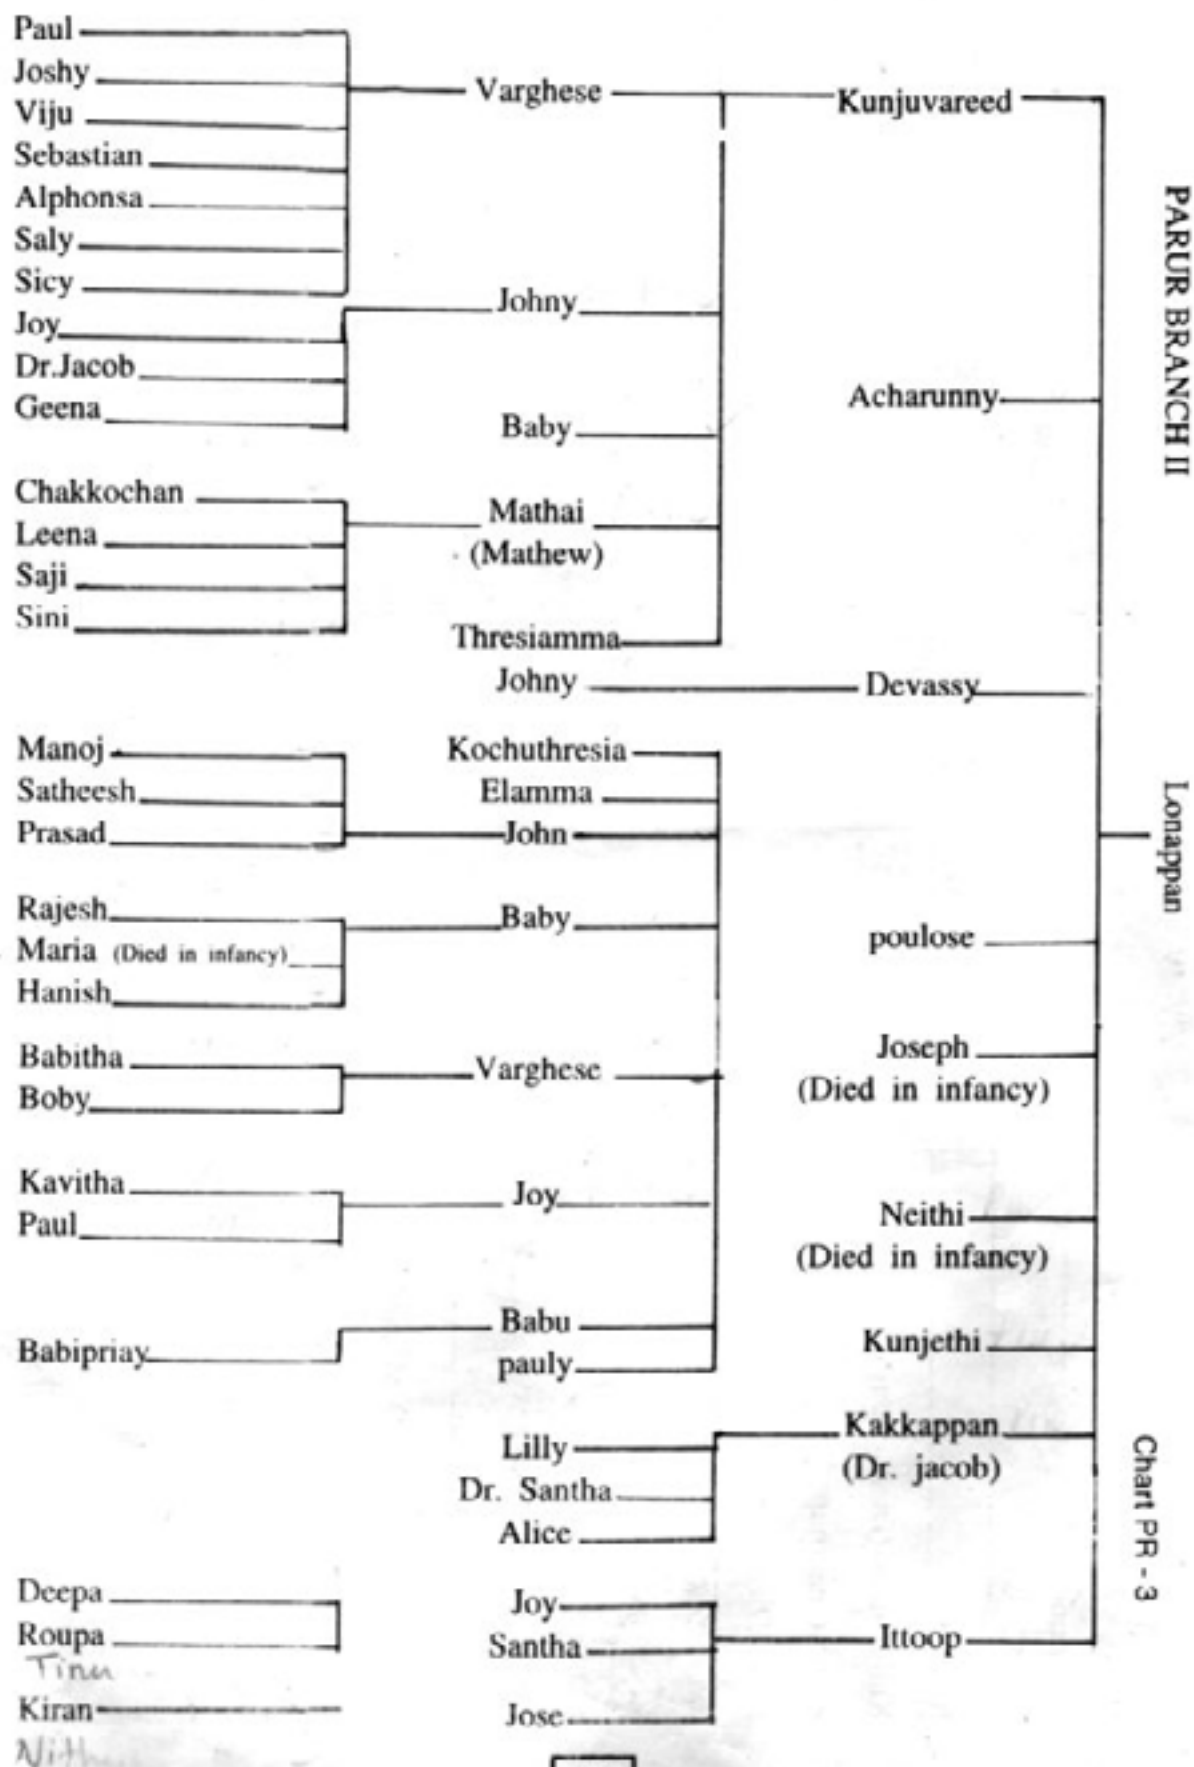 PARUR BRANCH II
Lonappan
Chart PR - 3
Paul
Joshy
Viju
Sebastian
Alphonsa
Saly
Sicy
Joy
Dr.Jacob
Geena
Chakkochan
Leena
Saji
Sini
Manoj
Satheesh
Prasad
Rajesh
Maria (Died in infancy)
Hanish
Babitha
Boby
Kavitha
Paul
Babipriay
Deepa
Roupa
Tinu
Kiran
Varghese
Johny
Baby
Mathai
(Mathew)
Thresiamma
Johny
Kochuthresia
Elamma
John
Baby
Varghese
Joy
Babu
pauly
Lilly
Dr. Santha
Alice
Joy
Santha
Jose
Kunjuvareed
Acharunny
Devassy
poulose
Joseph
(Died in infancy)
Neithi
(Died in infancy)
Kunjethi
Kakkappan
(Dr. jacob)
Ittoop